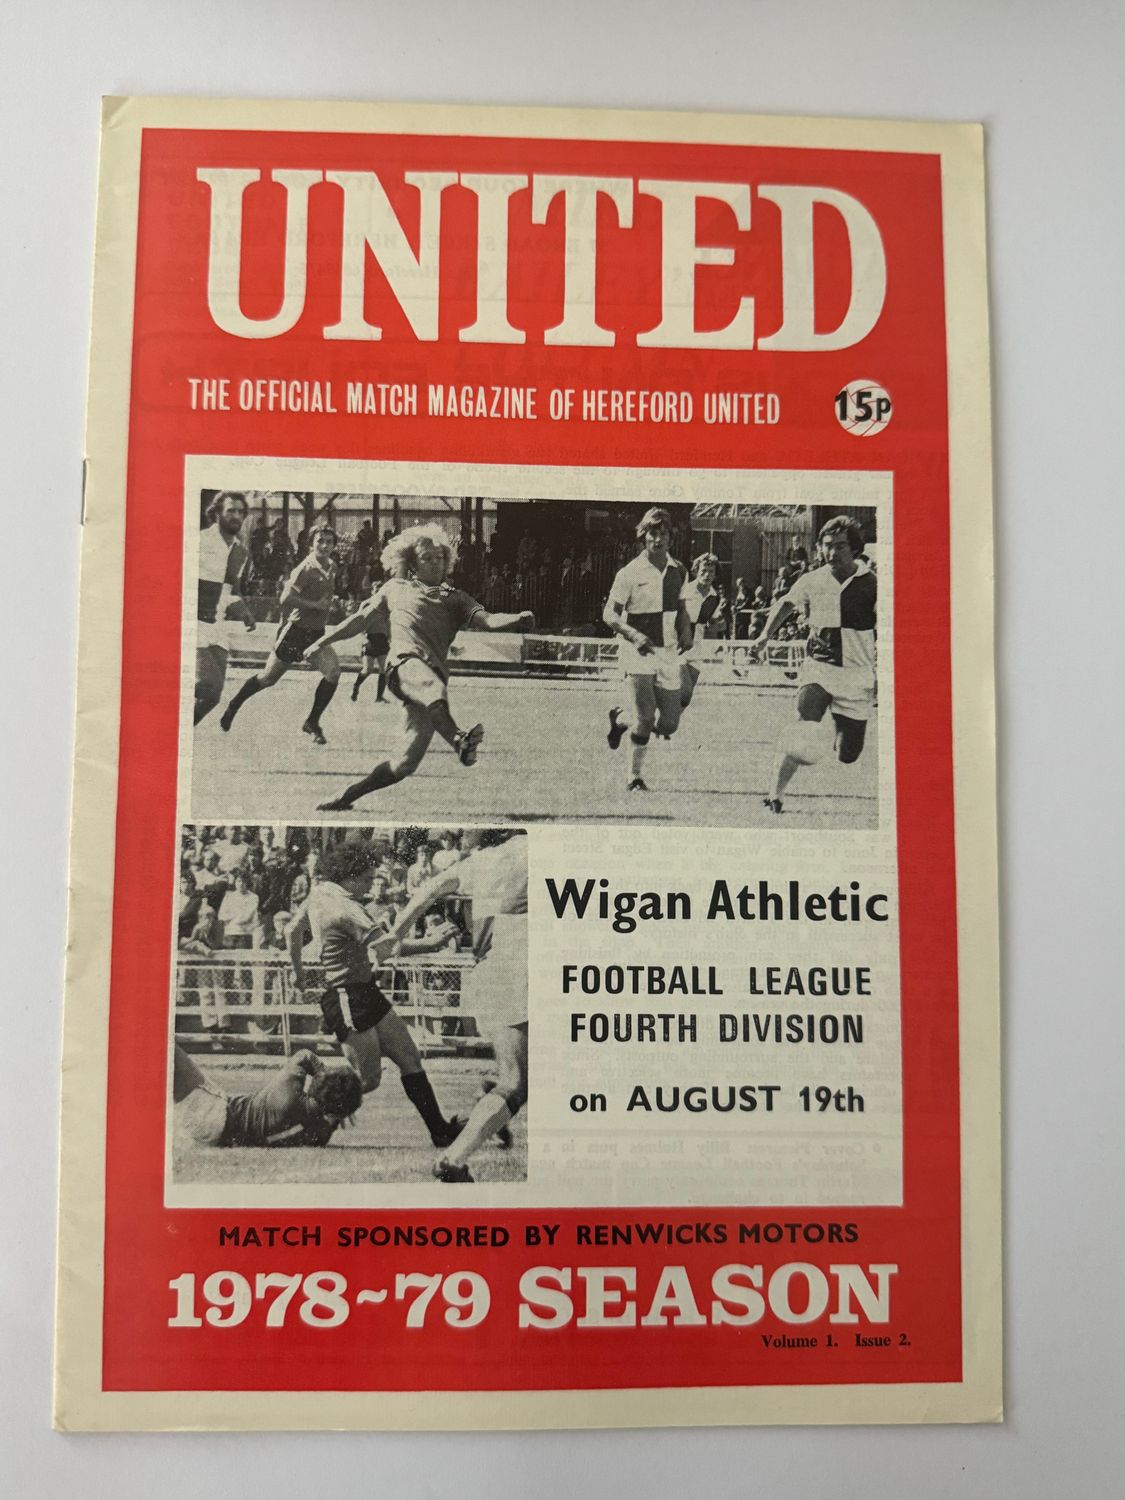 UNITED
THE OFFICIAL MATCH MAGAZINE OF HEREFORD UNITED 15p
Wigan Athletic
FOOTBALL LEAGUE
FOURTH DIVISION
on AUGUST 19th
MATCH SPONSORED BY RENWICKS MOTORS
1978~79 SEASON
Volume 1. Issue 2.